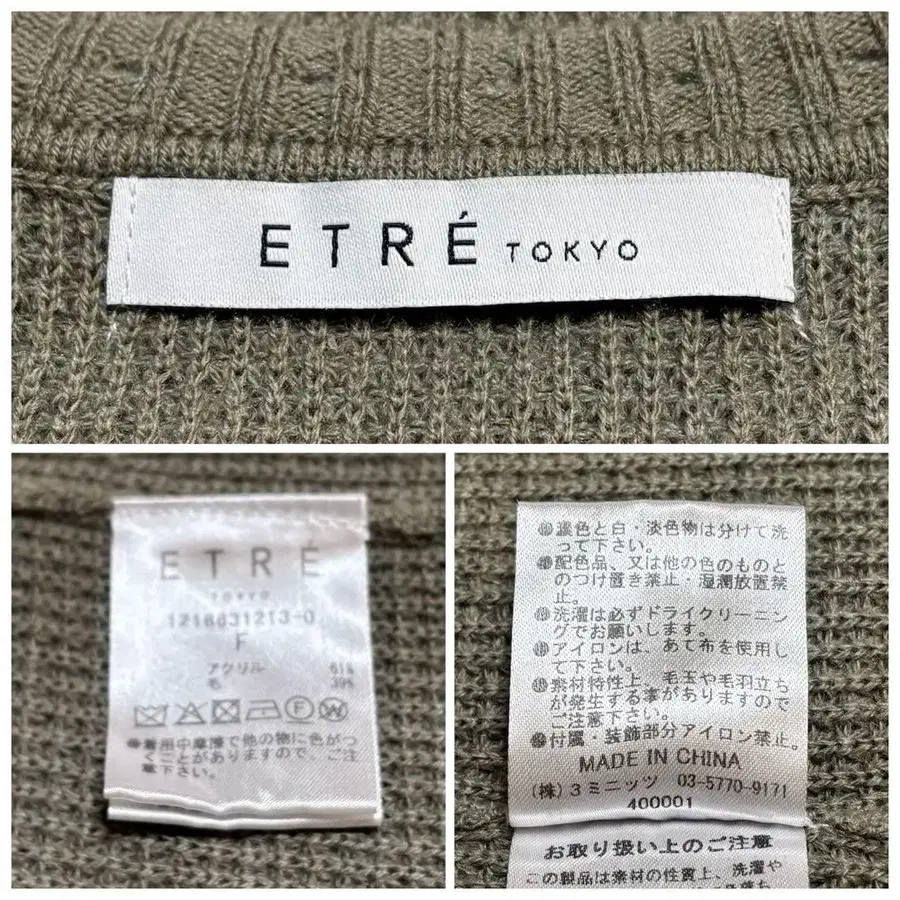 ETRÉ TOKYO
ETRÉ
TOKYO
1218631213-0
F
アクリル 61%
毛 39%
着用中摩擦で他の物に色がつ
くことがありますので、ご注
意下さい。
濃色と白・淡色物は分けて洗
って下さい。
配色品、又は他の色のものと
のつけ置き禁止・湿潤放置禁
止。
洗濯は必ずドライクリーニン
グでお願いします。
アイロンは、あて布を使用し
て下さい。
素材特性上、毛玉や毛羽立ち
が発生する事がありますので
ご注意下さい。
付属・装飾部分アイロン禁止。
MADE IN CHINA
(株)3ミニッツ 03-5770-9171
400001
お取り扱い上のご注意
この製品は素材の性質上、洗濯や